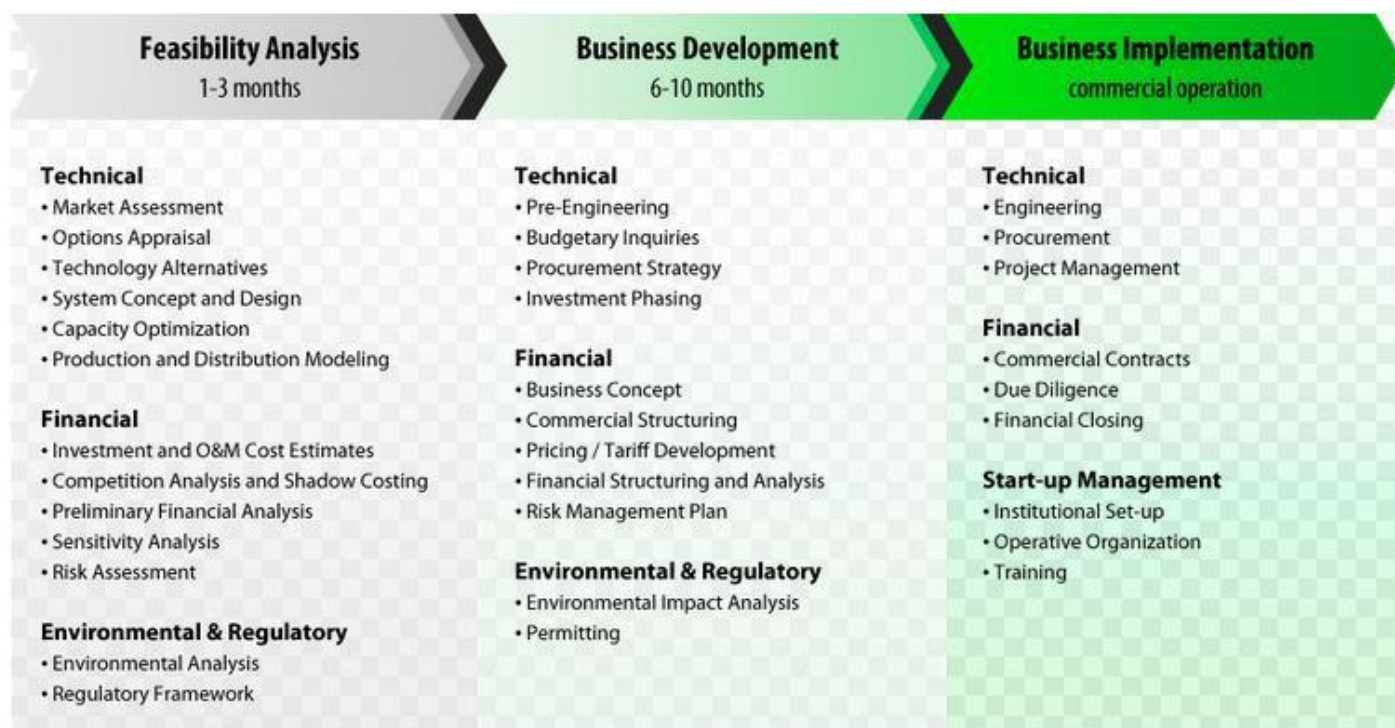 Feasibility Analysis
1-3 months
Business Development
6-10 months
Business Implementation
commercial operation
Technical
• Market Assessment
• Options Appraisal
• Technology Alternatives
• System Concept and Design
• Capacity Optimization
• Production and Distribution Modeling
Financial
• Investment and O&M Cost Estimates
• Competition Analysis and Shadow Costing
• Preliminary Financial Analysis
• Sensitivity Analysis
• Risk Assessment
Environmental & Regulatory
• Environmental Analysis
• Regulatory Framework
Technical
• Pre-Engineering
• Budgetary Inquiries
• Procurement Strategy
• Investment Phasing
Financial
• Business Concept
• Commercial Structuring
• Pricing / Tariff Development
• Financial Structuring and Analysis
• Risk Management Plan
Environmental & Regulatory
• Environmental Impact Analysis
• Permitting
Technical
• Engineering
• Procurement
• Project Management
Financial
• Commercial Contracts
• Due Diligence
• Financial Closing
Start-up Management
• Institutional Set-up
• Operative Organization
• Training